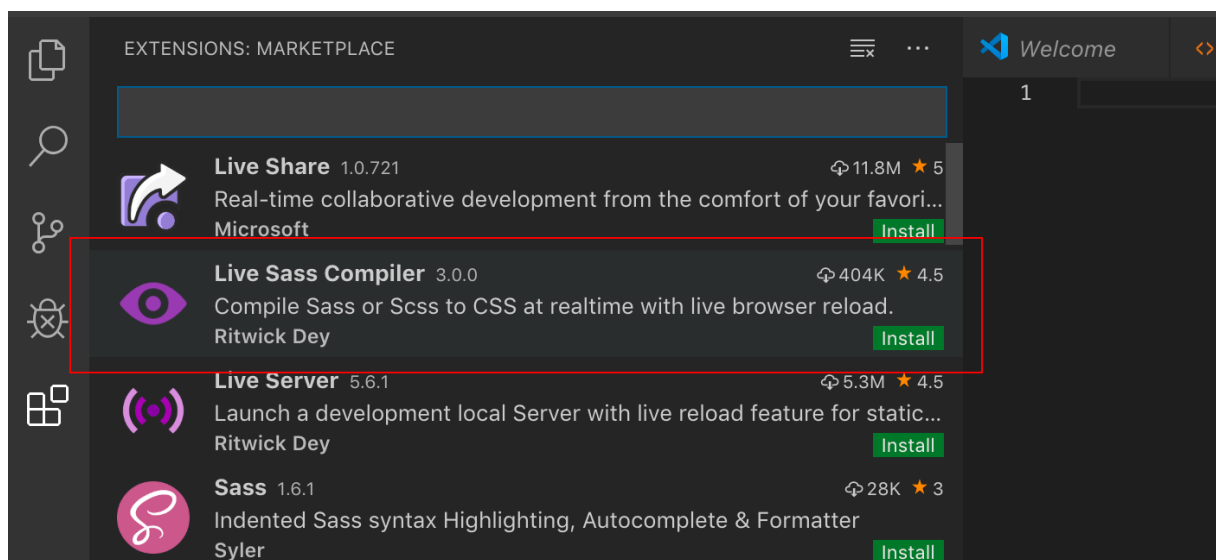 EXTENSIONS: MARKETPLACE
Welcome
1
Live Share 1.0.721 11.8M 5
Real-time collaborative development from the comfort of your favori...
Microsoft Install
Live Sass Compiler 3.0.0 404K 4.5
Compile Sass or Scss to CSS at realtime with live browser reload.
Ritwick Dey Install
Live Server 5.6.1 5.3M 4.5
Launch a development local Server with live reload feature for static...
Ritwick Dey Install
Sass 1.6.1 28K 3
Indented Sass syntax Highlighting, Autocomplete & Formatter
Syler Install